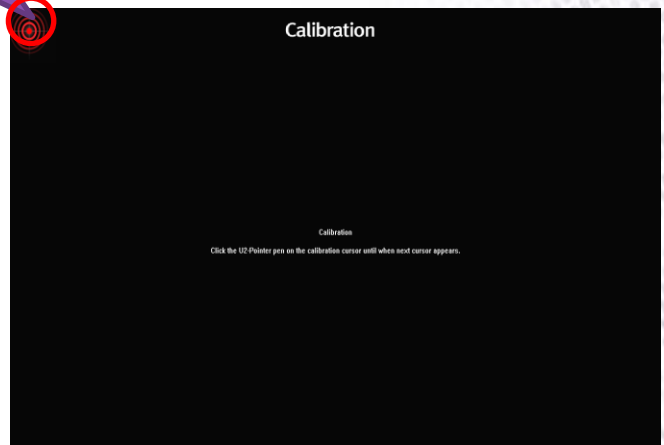 Calibration
Calibration
Click the U2-Pointer pen on the calibration cursor until when next cursor appears.